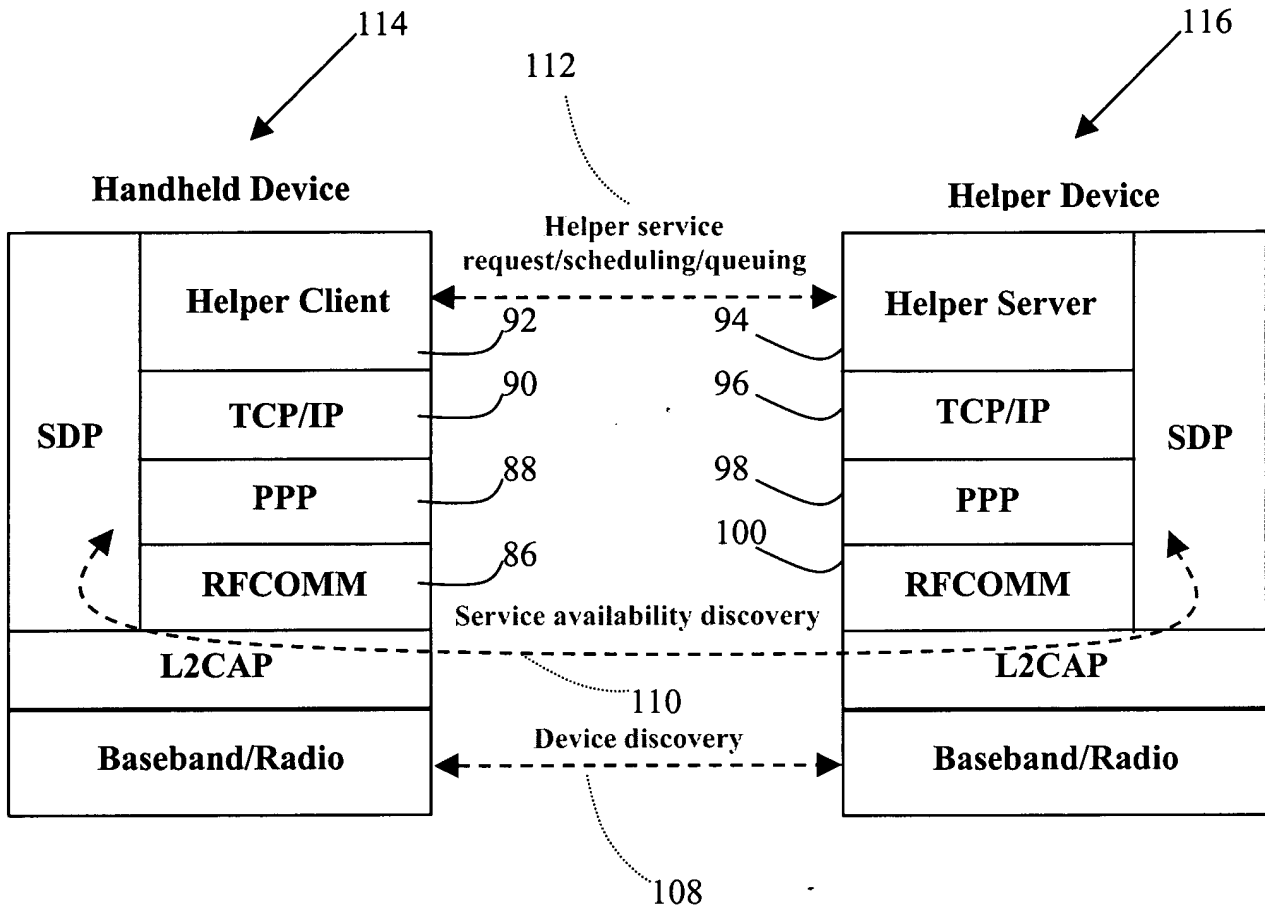 114
116
112
Handheld Device
Helper Device
Helper service
request/scheduling/queuing
Helper Client
Helper Server
92
94
90
96
TCP/IP
TCP/IP
SDP
SDP
88
98
PPP
PPP
100
86
RFCOMM
RFCOMM
Service availability discovery
L2CAP
L2CAP
110
Device discovery
Baseband/Radio
Baseband/Radio
108